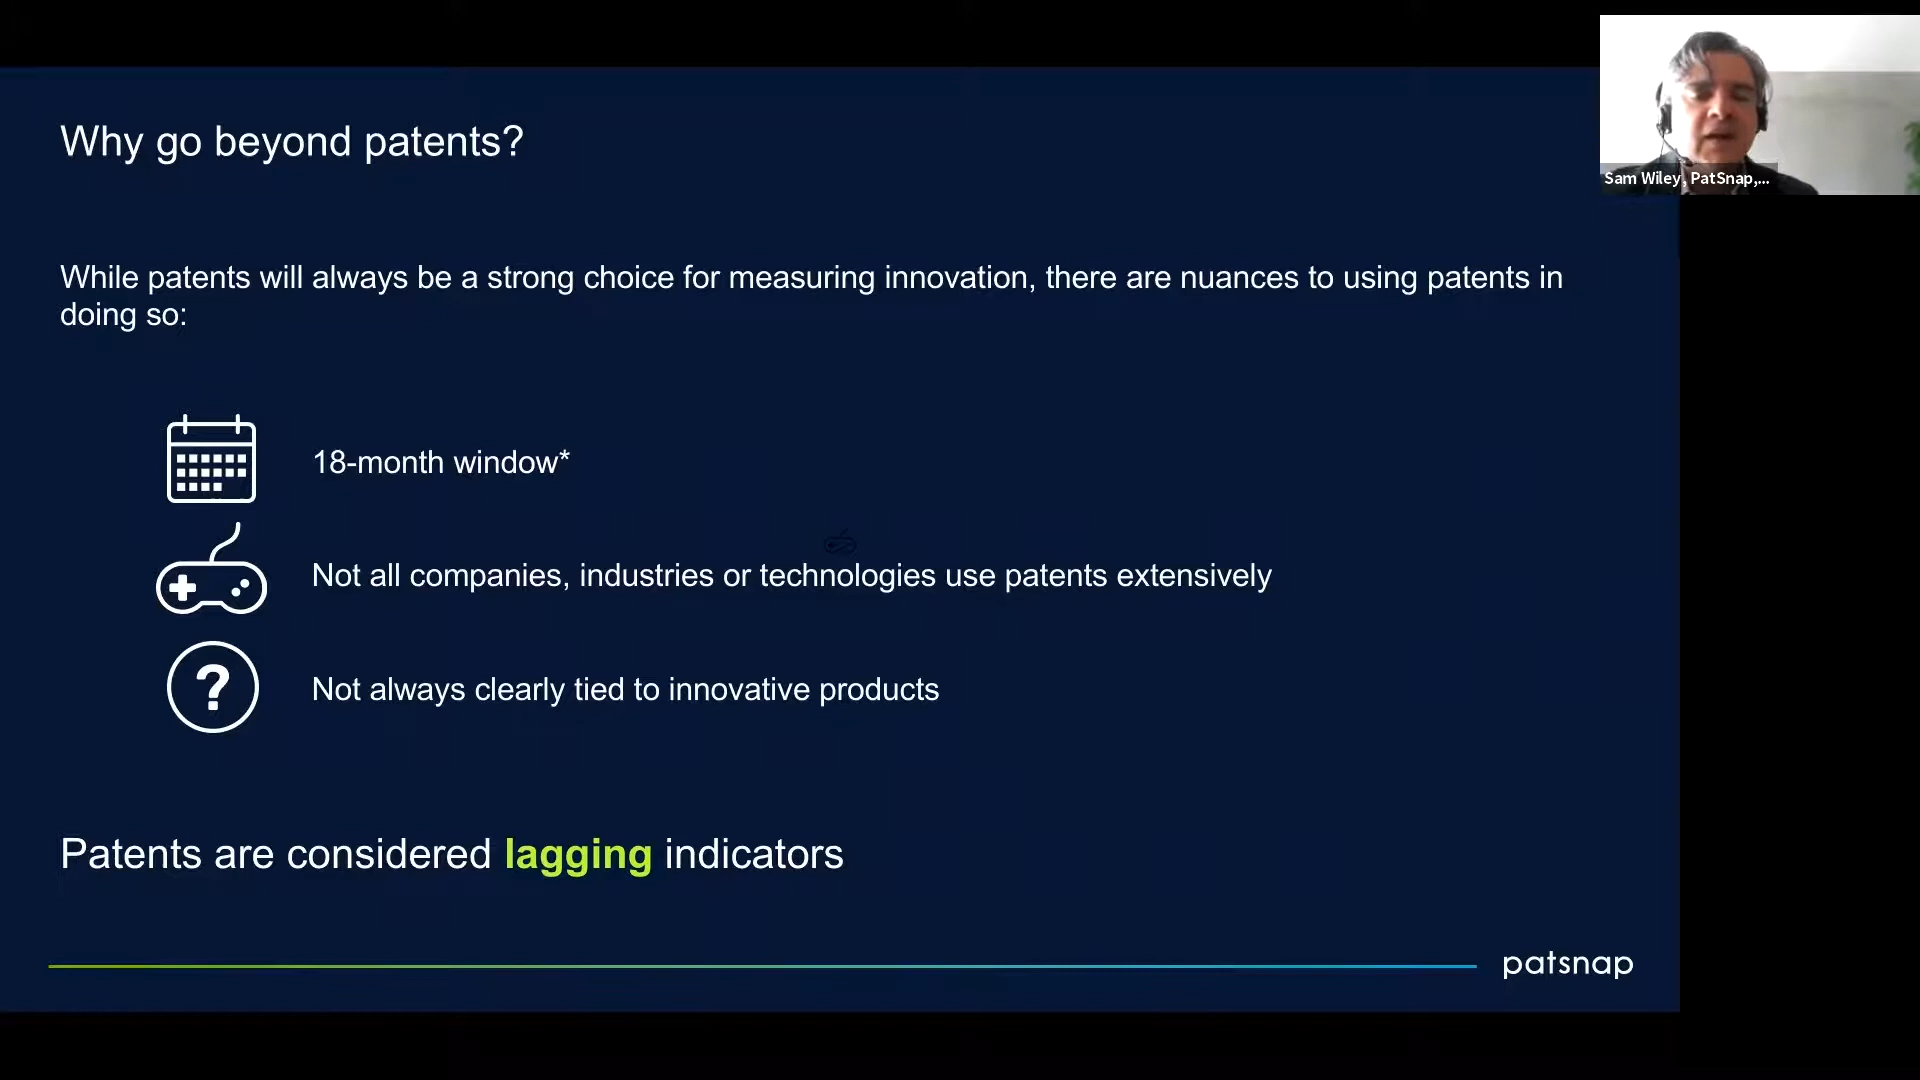 Why go beyond patents?
Sam Wiley, PatSnap,...
While patents will always be a strong choice for measuring innovation, there are nuances to using patents in
doing so:
18-month window*
Not all companies, industries or technologies use patents extensively
?
Not always clearly tied to innovative products
Patents are considered lagging indicators
patsnap